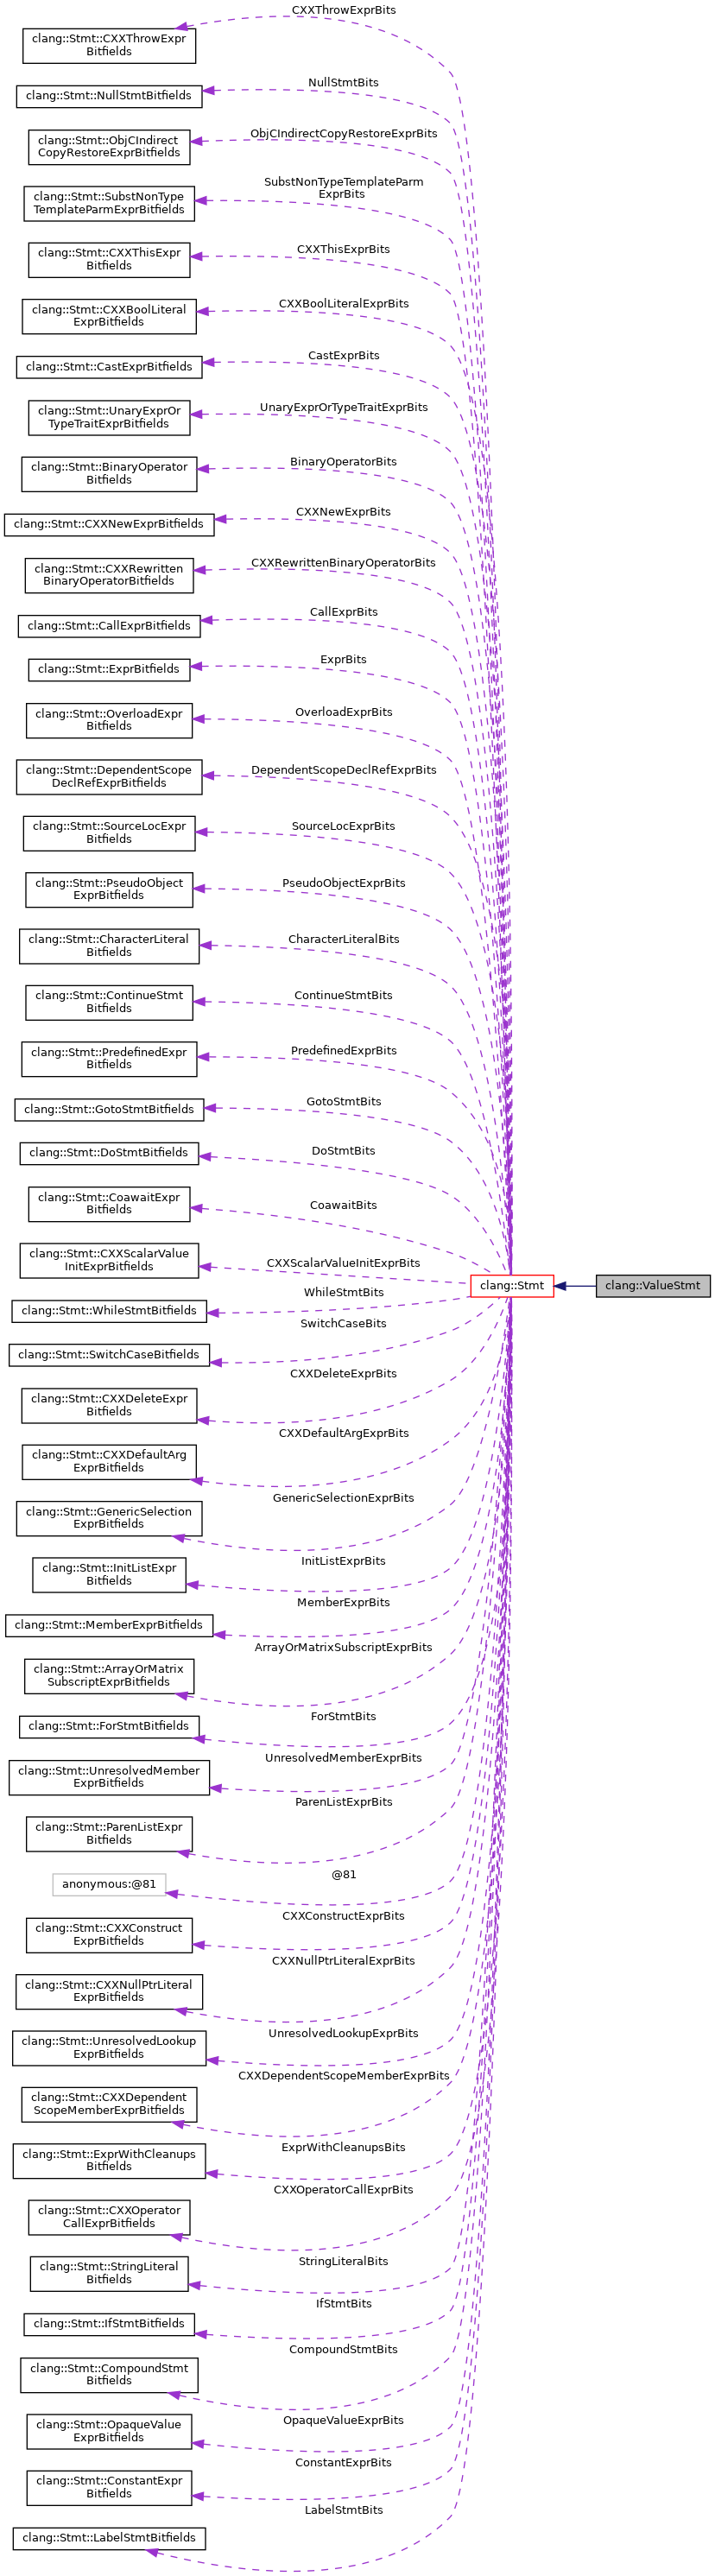 CXXThrowExprBits
clang::Stmt::CXXThrowExpr
Bitfields
NullStmtBits
clang::Stmt::NullStmtBitfields
ObjCIndirectCopyRestoreExprBits
clang::Stmt::ObjCIndirect
CopyRestoreExprBitfields
SubstNonTypeTemplateParm
ExprBits
clang::Stmt::SubstNonType
TemplateParmExprBitfields
CXXThisExprBits
clang::Stmt::CXXThisExpr
Bitfields
CXXBoolLiteralExprBits
clang::Stmt::CXXBoolLiteral
ExprBitfields
CastExprBits
clang::Stmt::CastExprBitfields
UnaryExprOrTypeTraitExprBits
clang::Stmt::UnaryExprOr
TypeTraitExprBitfields
BinaryOperatorBits
clang::Stmt::BinaryOperator
Bitfields
CXXNewExprBits
clang::Stmt::CXXNewExprBitfields
CXXRewrittenBinaryOperatorBits
clang::Stmt::CXXRewritten
BinaryOperatorBitfields
CallExprBits
clang::Stmt::CallExprBitfields
ExprBits
clang::Stmt::ExprBitfields
OverloadExprBits
clang::Stmt::OverloadExpr
Bitfields
DependentScopeDeclRefExprBits
clang::Stmt::DependentScope
DeclRefExprBitfields
SourceLocExprBits
clang::Stmt::SourceLocExpr
Bitfields
PseudoObjectExprBits
clang::Stmt::PseudoObject
ExprBitfields
CharacterLiteralBits
clang::Stmt::CharacterLiteral
Bitfields
ContinueStmtBits
clang::Stmt::ContinueStmt
Bitfields
PredefinedExprBits
clang::Stmt::PredefinedExpr
Bitfields
GotoStmtBits
clang::Stmt::GotoStmtBitfields
DoStmtBits
clang::Stmt::DoStmtBitfields
CoawaitBits
clang::Stmt::CoawaitExpr
Bitfields
CXXScalarValueInitExprBits
clang::Stmt::CXXScalarValue
InitExprBitfields
clang::Stmt
clang::ValueStmt
WhileStmtBits
clang::Stmt::WhileStmtBitfields
SwitchCaseBits
clang::Stmt::SwitchCaseBitfields
CXXDeleteExprBits
clang::Stmt::CXXDeleteExpr
Bitfields
CXXDefaultArgExprBits
clang::Stmt::CXXDefaultArg
ExprBitfields
GenericSelectionExprBits
clang::Stmt::GenericSelection
ExprBitfields
InitListExprBits
clang::Stmt::InitListExpr
Bitfields
MemberExprBits
clang::Stmt::MemberExprBitfields
ArrayOrMatrixSubscriptExprBits
clang::Stmt::ArrayOrMatrix
SubscriptExprBitfields
ForStmtBits
clang::Stmt::ForStmtBitfields
UnresolvedMemberExprBits
clang::Stmt::UnresolvedMember
ExprBitfields
ParenListExprBits
clang::Stmt::ParenListExpr
Bitfields
@81
anonymous:@81
CXXConstructExprBits
clang::Stmt::CXXConstruct
ExprBitfields
CXXNullPtrLiteralExprBits
clang::Stmt::CXXNullPtrLiteral
ExprBitfields
UnresolvedLookupExprBits
clang::Stmt::UnresolvedLookup
ExprBitfields
CXXDependentScopeMemberExprBits
clang::Stmt::CXXDependent
ScopeMemberExprBitfields
ExprWithCleanupsBits
clang::Stmt::ExprWithCleanups
Bitfields
CXXOperatorCallExprBits
clang::Stmt::CXXOperator
CallExprBitfields
StringLiteralBits
clang::Stmt::StringLiteral
Bitfields
IfStmtBits
clang::Stmt::IfStmtBitfields
CompoundStmtBits
clang::Stmt::CompoundStmt
Bitfields
OpaqueValueExprBits
clang::Stmt::OpaqueValue
ExprBitfields
ConstantExprBits
clang::Stmt::ConstantExpr
Bitfields
LabelStmtBits
clang::Stmt::LabelStmtBitfields